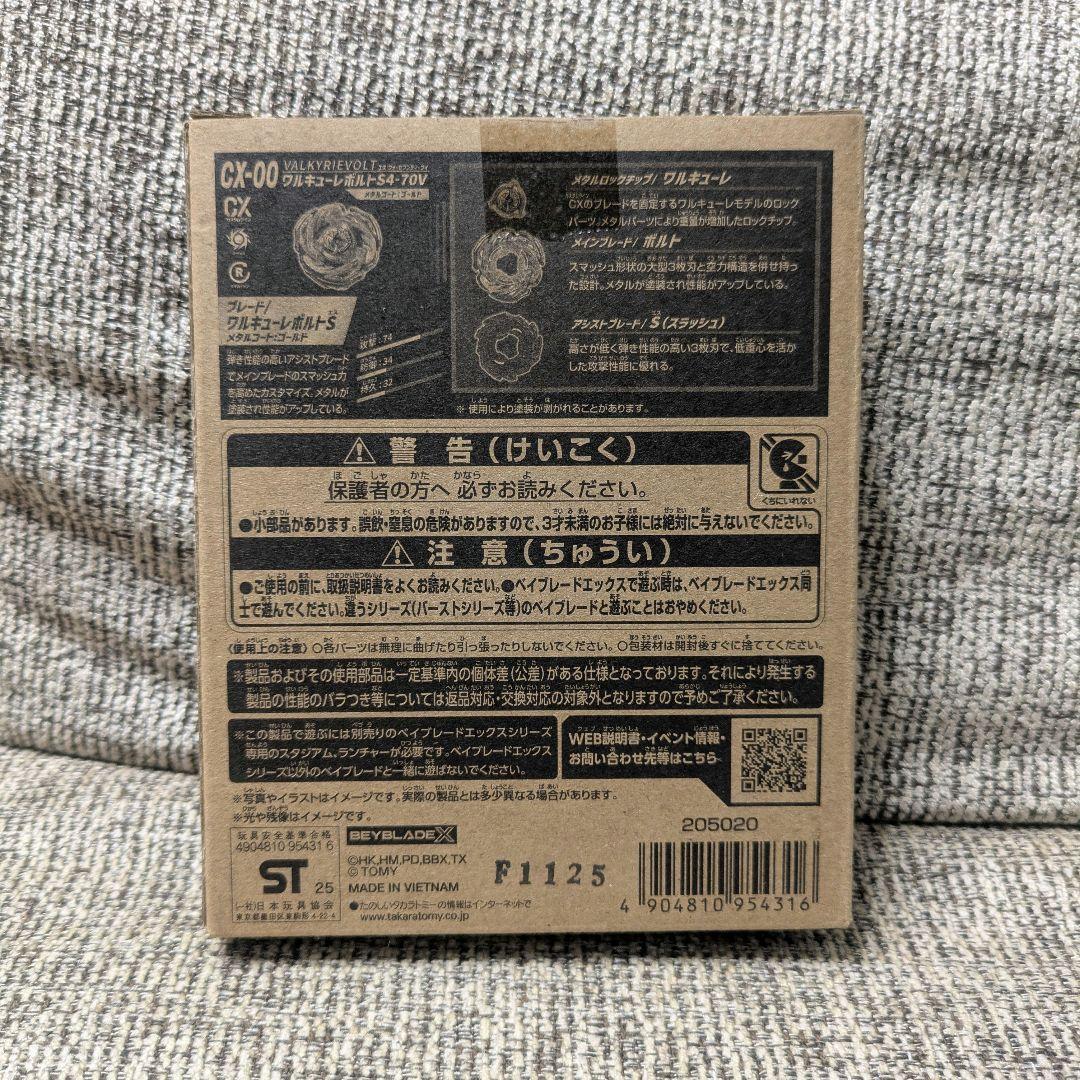 CX-00
VALKYRIEVOLT
ワルキューレボルトS4-70V
メタルコート:ゴールド
CX
R
ブレード/
ワルキューレボルトS
メタルコート:ゴールド
弾き性能の高いアシストブレード
でメインブレードのスマッシュ力
を高めたカスタマイズ。メタルが
塗装され性能がアップしている。
攻撃:74
防御:34
持久:32
メタルロックチップ/ ワルキューレ
CXのブレードを固定するワルキューレモデルのロック
パーツ。メタルパーツにより重量が増加したロックチップ。
メインブレード/ ボルト
スマッシュ形状の大型3枚刃と空力構造を併せ持っ
た設計。メタルが塗装され性能がアップしている。
アシストブレード/ S(スラッシュ)
高さが低く弾き性能の高い3枚刃で、低重心を活か
した攻撃性能に優れる。
※ 使用により塗装が剥がれることがあります。
警 告(けいこく)
保護者の方へ 必ずお読みください。
くちにいれない
●小部品があります。誤飲・窒息の危険がありますので、3才未満のお子様には絶対に与えないでください。
注 意(ちゅうい)
●ご使用の前に、取扱説明書をよくお読みください。●ベイブレードエックスで遊ぶ時は、ベイブレードエックス同
士で遊んでください。違うシリーズ(バーストシリーズ等)のベイブレードと遊ぶことはおやめください。
〈使用上の注意〉 ○各パーツは無理に曲げたり引っ張ったりしないでください。○包装材は開封後すぐに捨ててください。
※製品およびその使用部品は一定基準内の個体差(公差)がある仕様となっております。それにより発生する
製品の性能のバラつき等については返品対応・交換対応の対象外となりますので予めご了承ください。
※この製品で遊ぶには別売りのベイブレードエックスシリーズ
専用のスタジアム、ランチャーが必要です。ベイブレードエックス
シリーズ以外のベイブレードと一緒に遊ばないでください。
WEB説明書・イベント情報・
お問い合わせ先等はこちら
※写真やイラストはイメージです。実際の製品とは多少異なる場合があります。
※光や残像はイメージです。
玩具安全基準合格
4904810 95431 6
ST 25
(一社)日本玩具協会
東京都墨田区東駒形4-22-4
BEYBLADE X
©HK,HM,PD,BBX,TX
© TOMY
MADE IN VIETNAM
●たのしいタカラトミーの情報はインターネットで
www.takaratomy.co.jp
F1125
205020
4 904810 954316